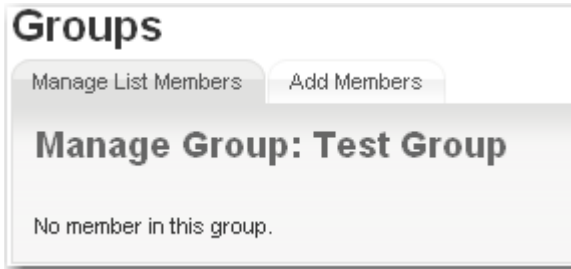 Groups
Manage List Members Add Members
Manage Group: Test Group
No member in this group.